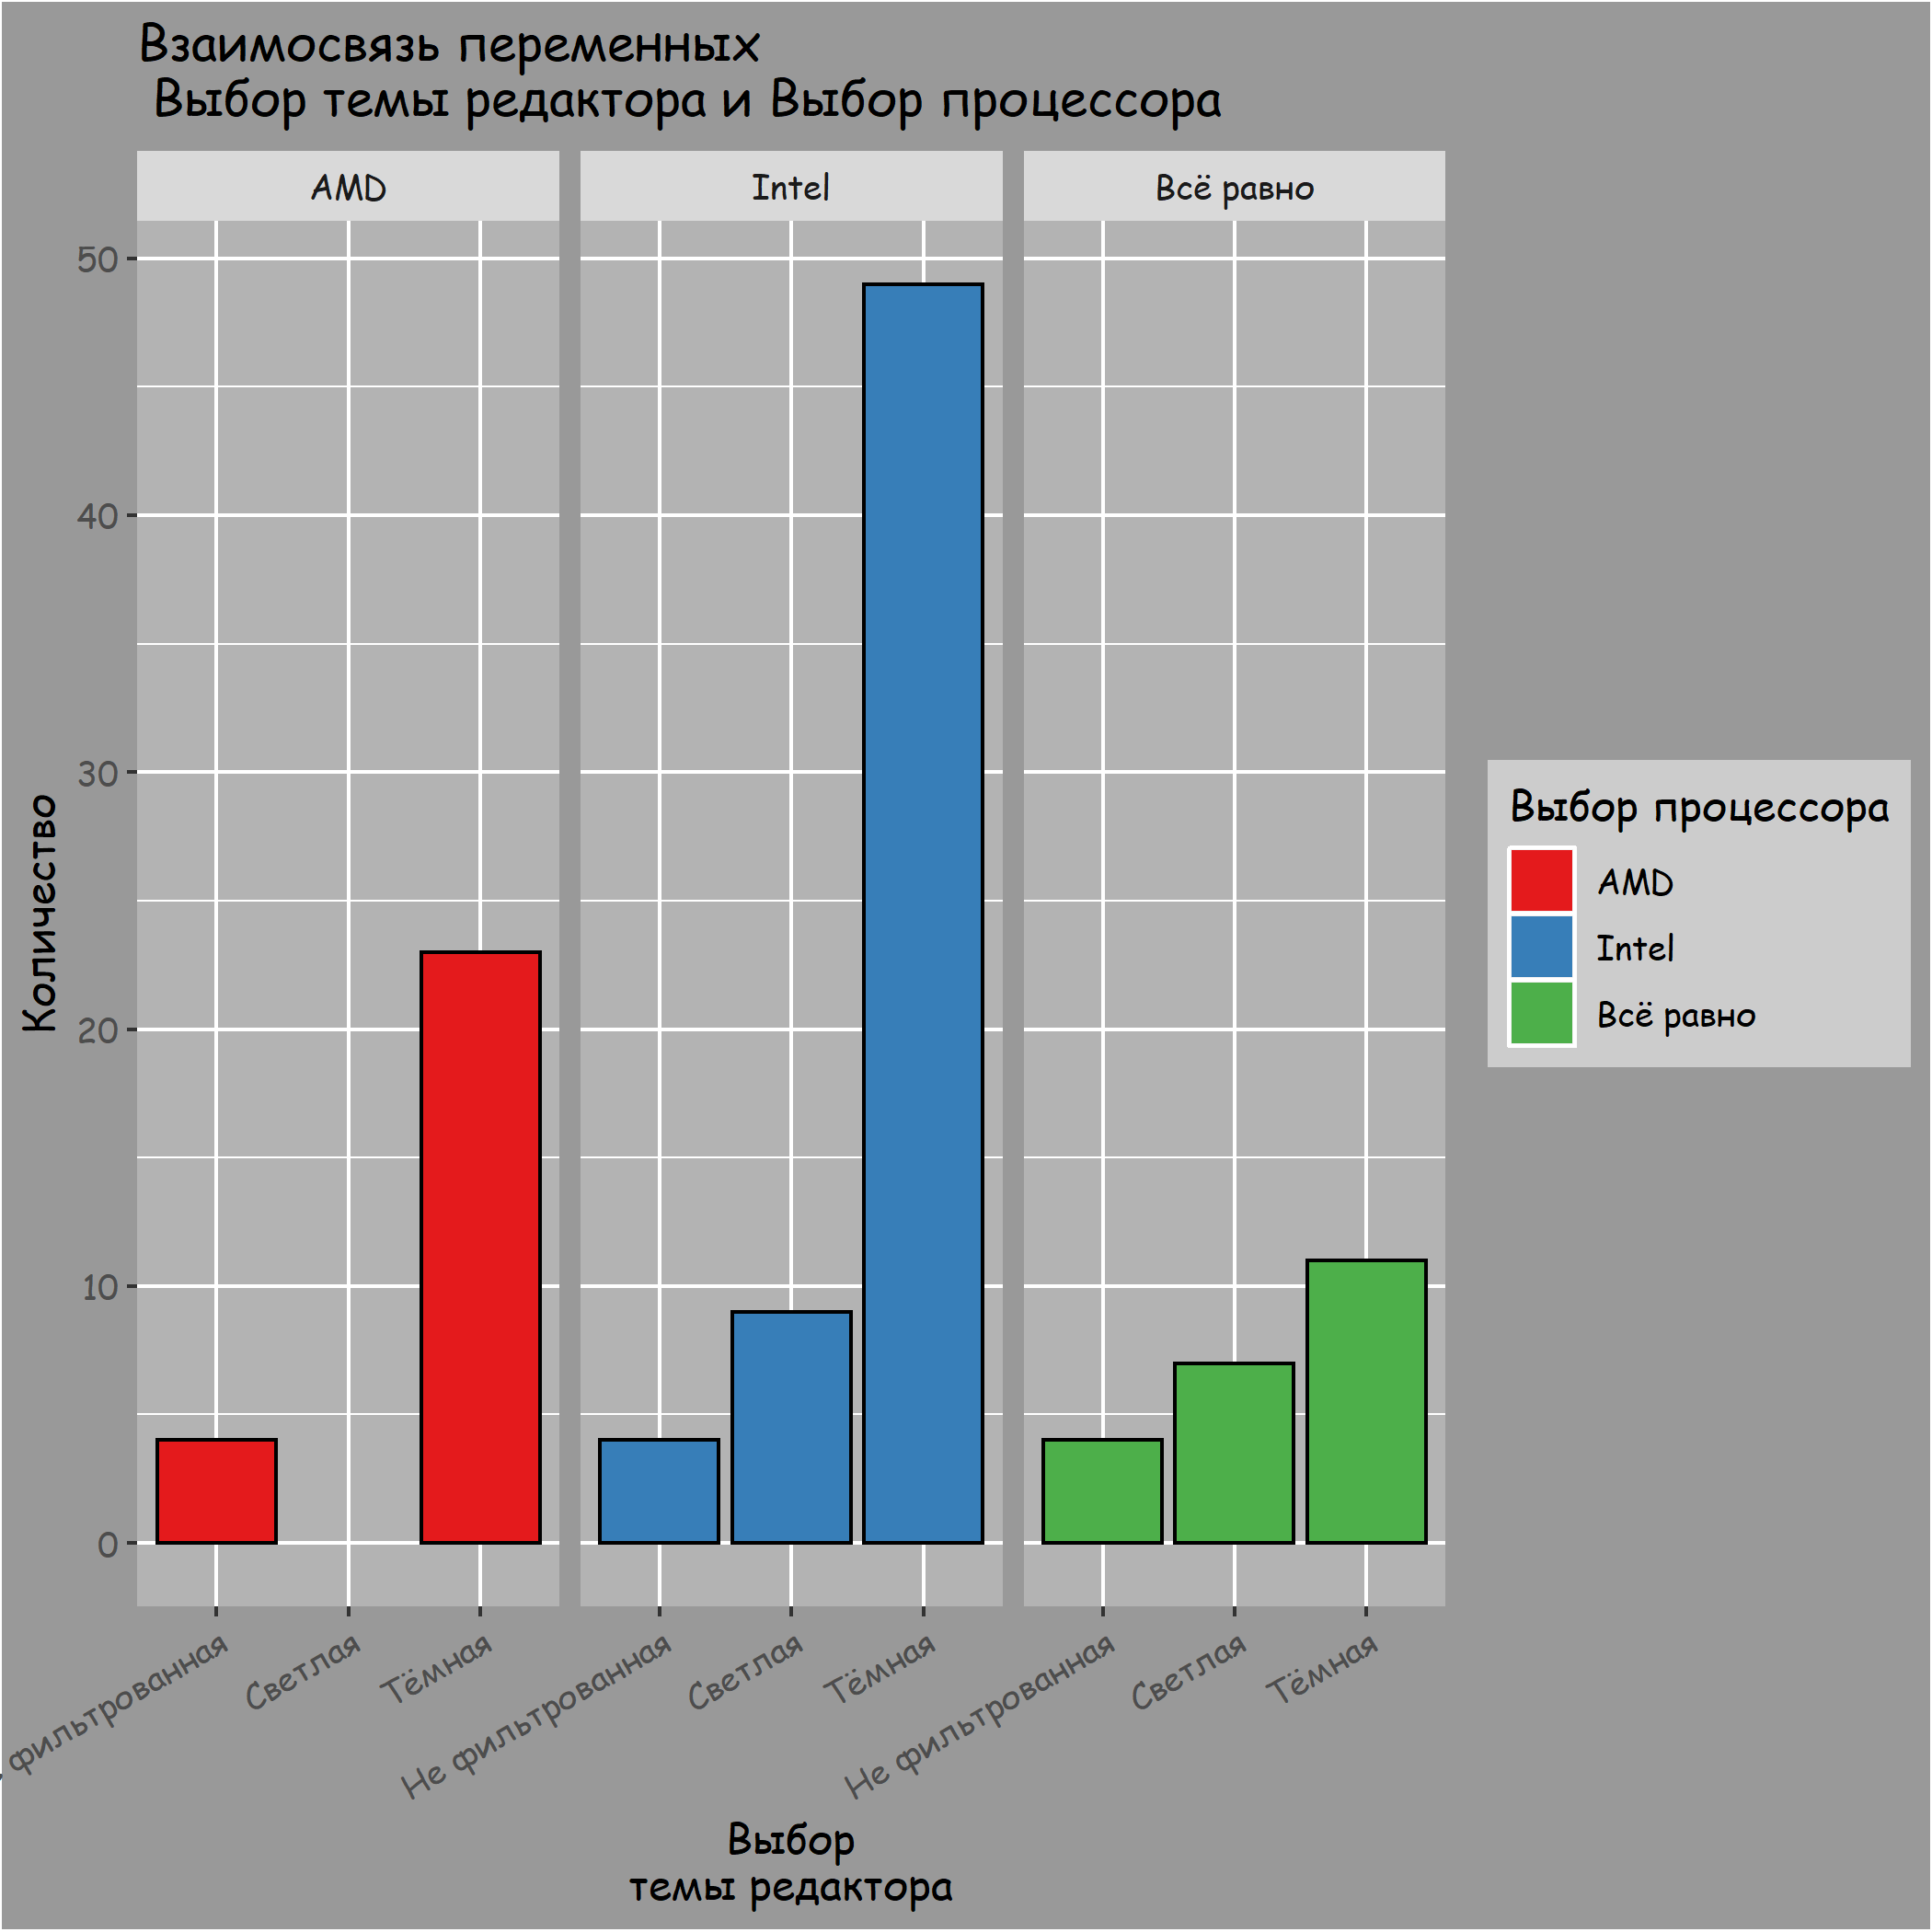 Взаимосвязь переменных
Выбор темы редактора и Выбор процессора
AMD
Intel
Всё равно
50
40
30
20
10
0
Количество
фильтрованная
Светлая
Тёмная
Не фильтрованная
Светлая
Тёмная
Не фильтрованная
Светлая
Тёмная
Выбор
темы редактора
Выбор процессора
AMD
Intel
Всё равно